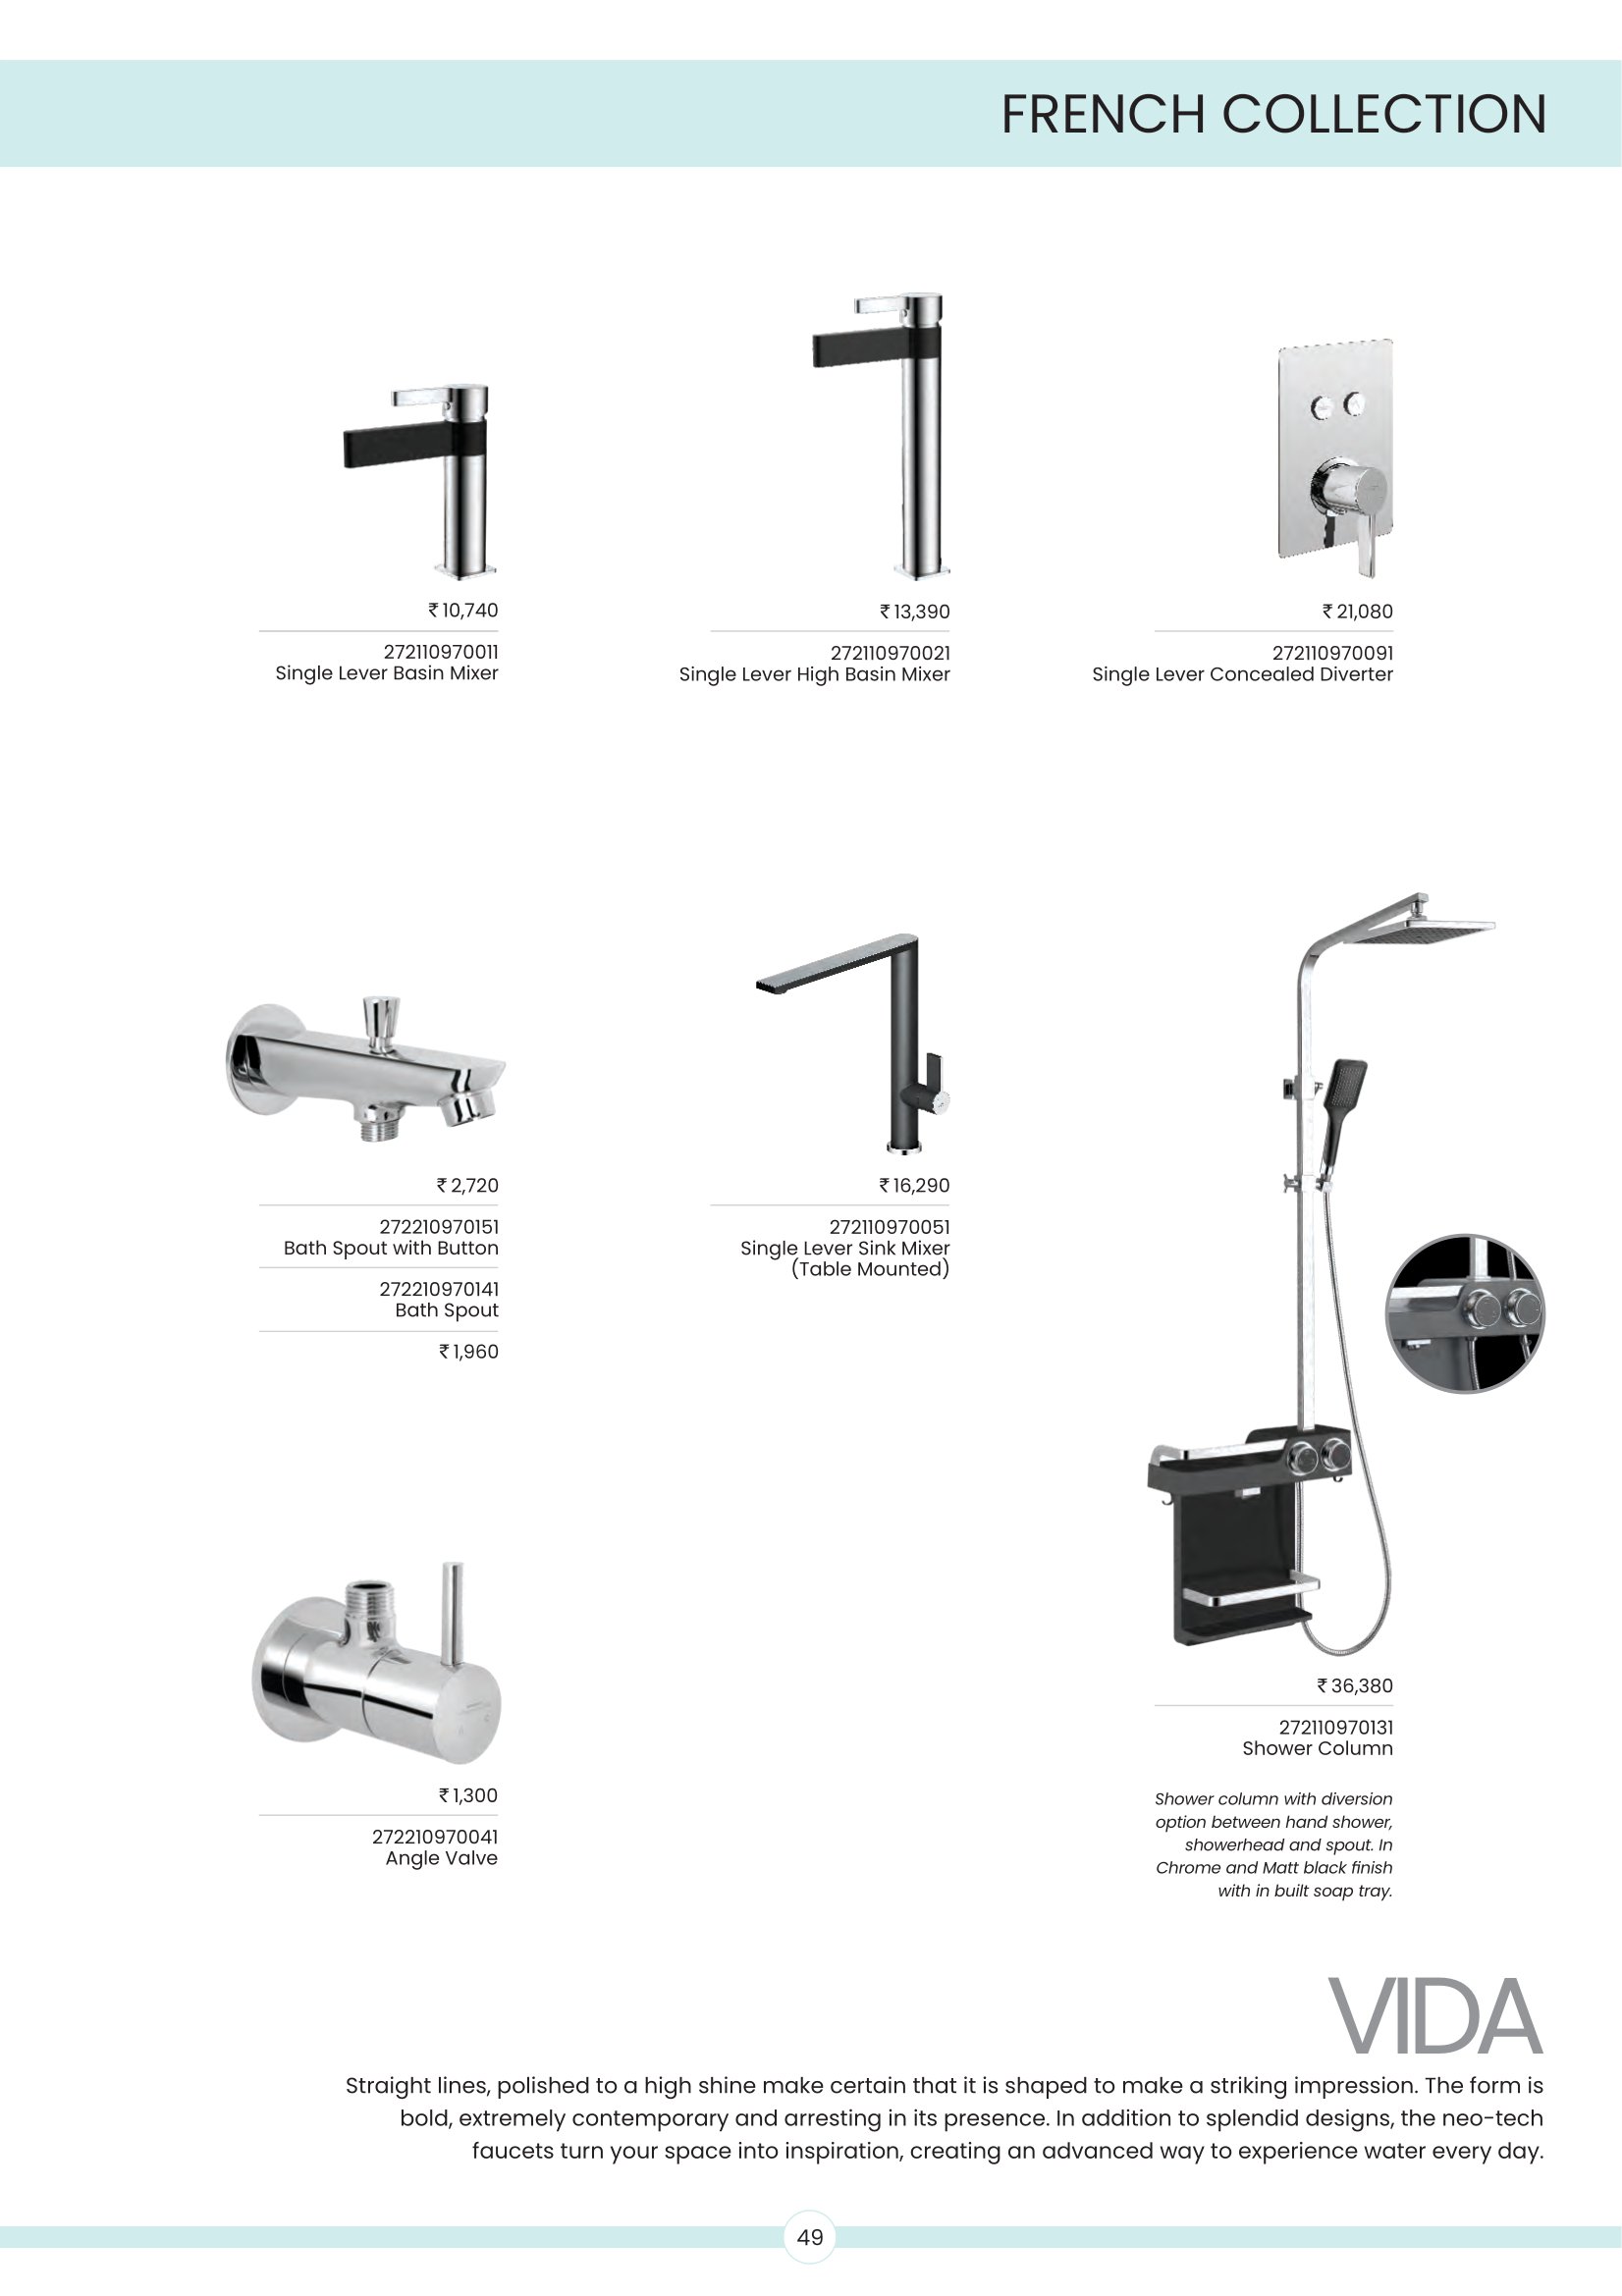 FRENCH COLLECTION
₹ 10,740
272110970011
Single Lever Basin Mixer
₹ 13,390
272110970021
Single Lever High Basin Mixer
₹ 21,080
272110970091
Single Lever Concealed Diverter
₹ 2,720
272210970151
Bath Spout with Button
272210970141
Bath Spout
₹ 1,960
₹ 16,290
272110970051
Single Lever Sink Mixer
(Table Mounted)
₹ 1,300
272210970041
Angle Valve
₹ 36,380
272110970131
Shower Column
Shower column with diversion
option between hand shower,
showerhead and spout. In
Chrome and Matt black finish
with in built soap tray.
VIDA
Straight lines, polished to a high shine make certain that it is shaped to make a striking impression. The form is
bold, extremely contemporary and arresting in its presence. In addition to splendid designs, the neo-tech
faucets turn your space into inspiration, creating an advanced way to experience water every day.
49